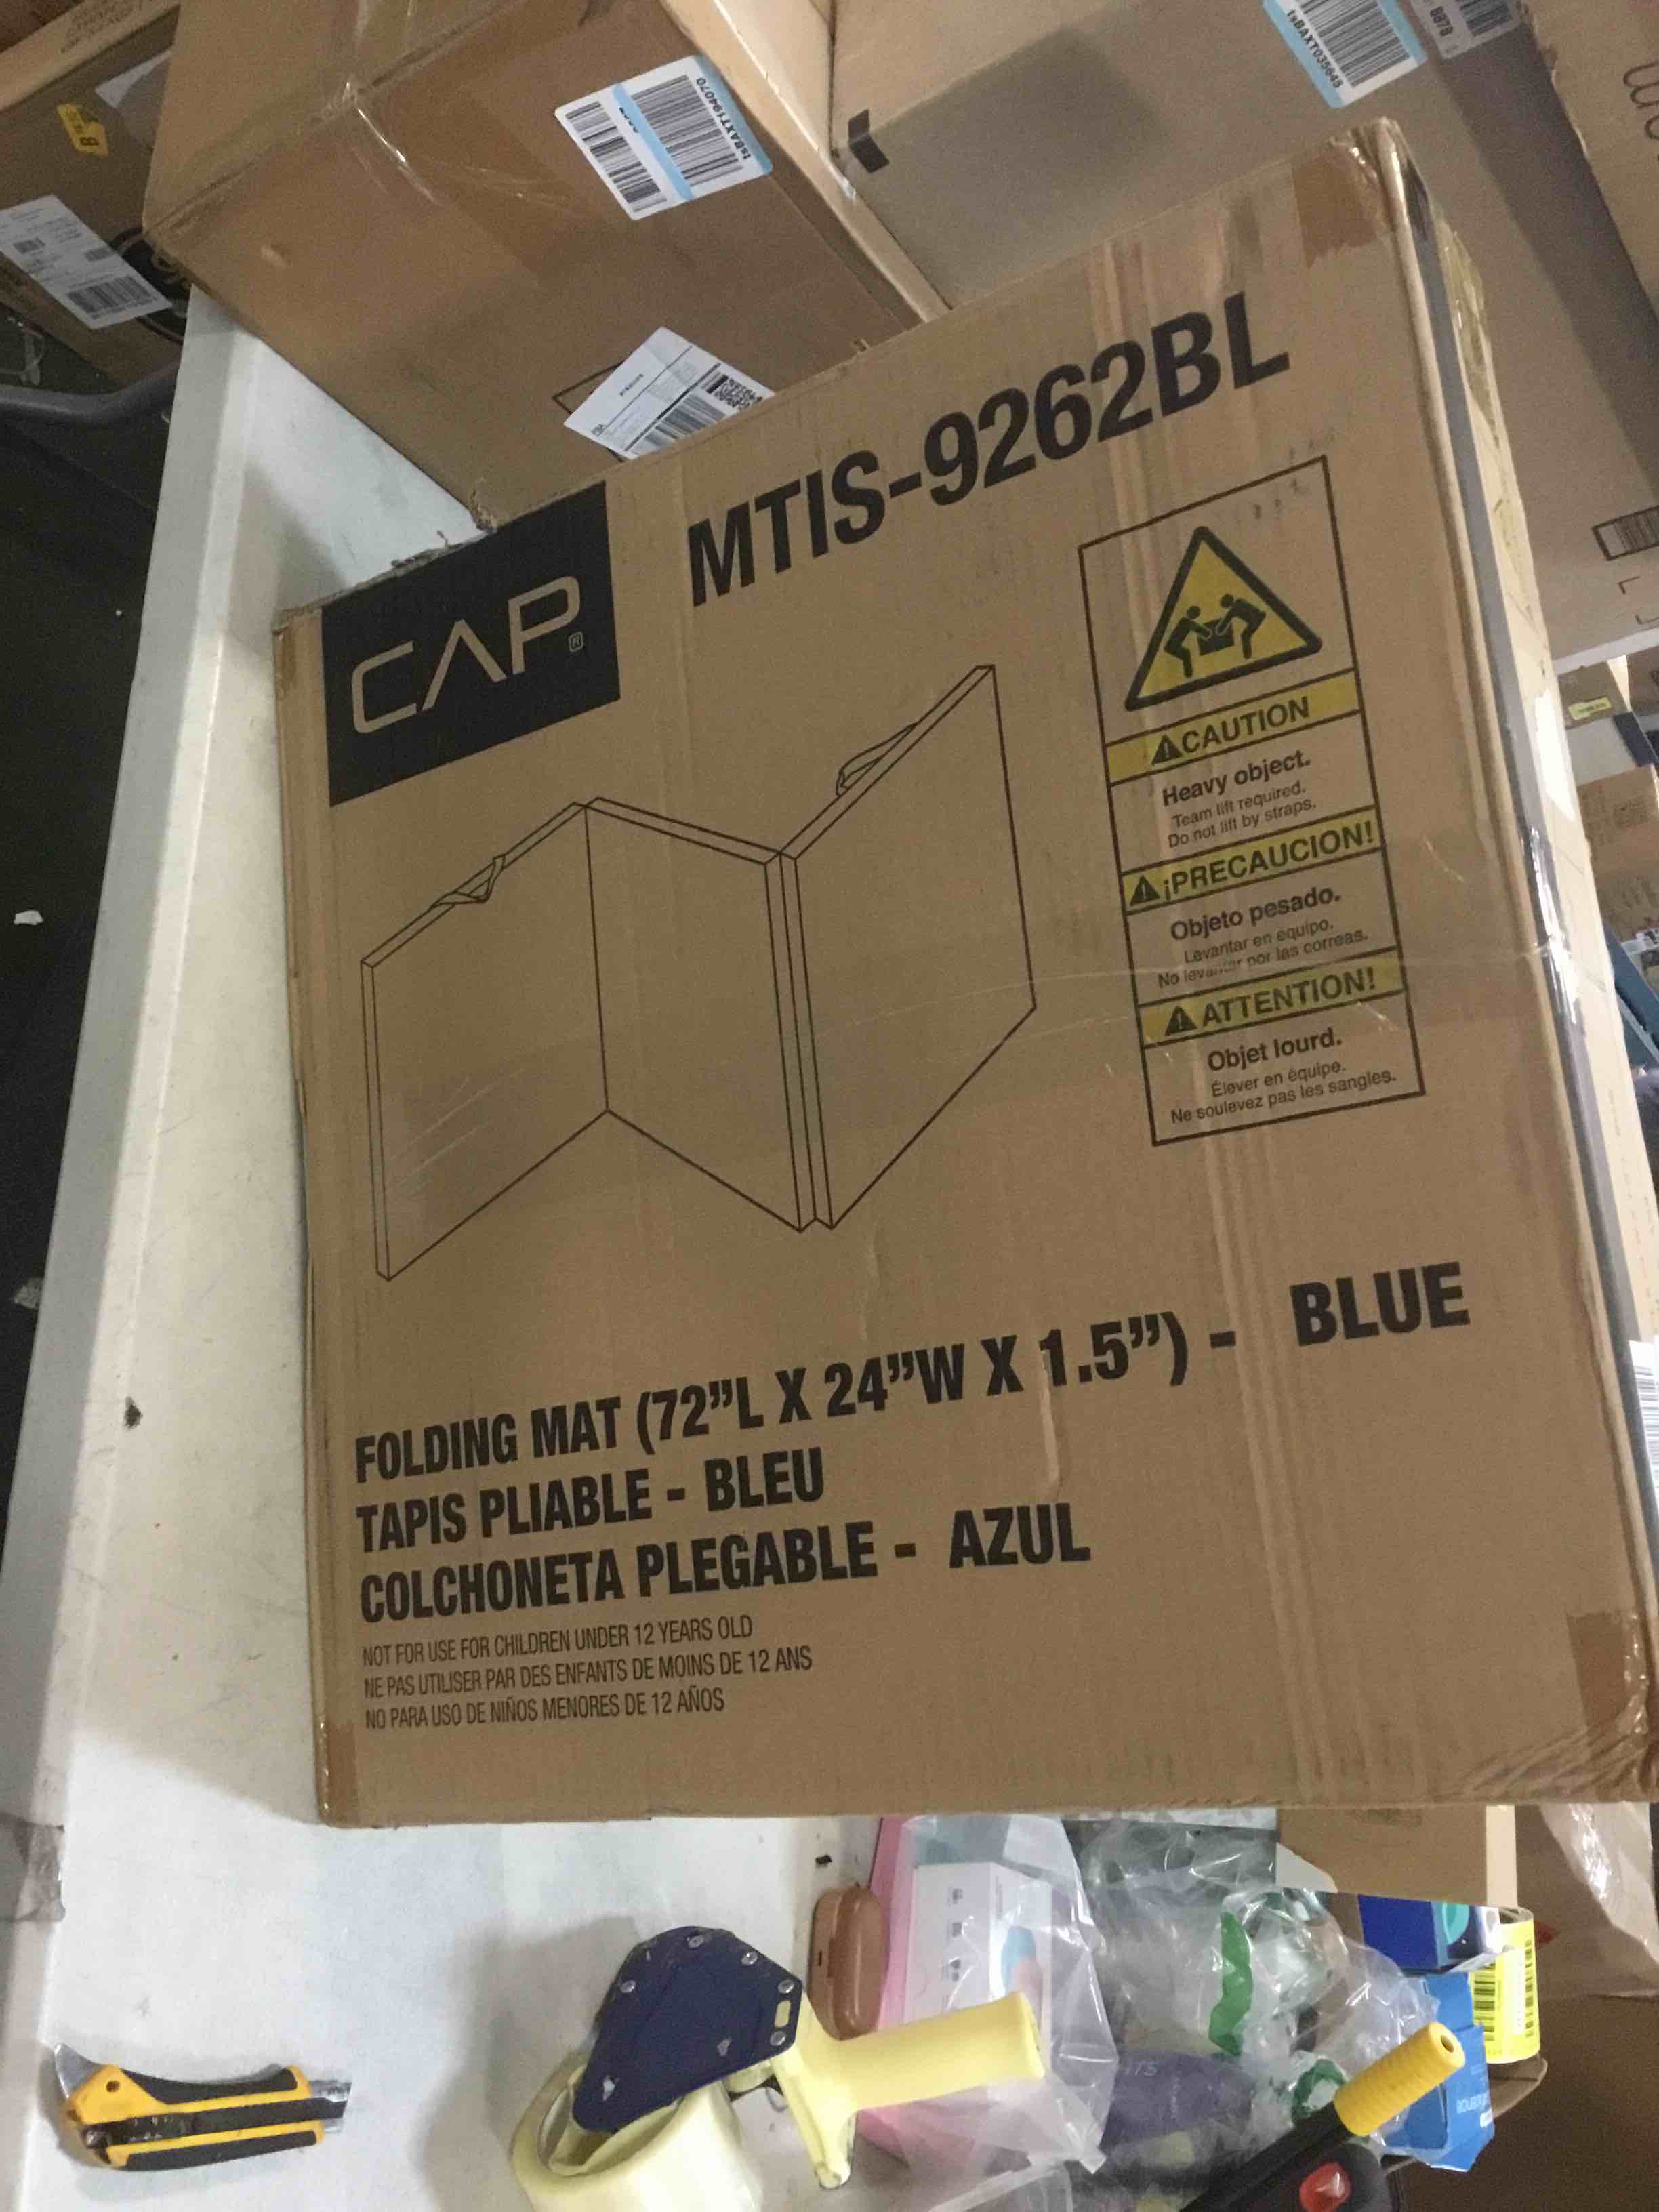 tsBAXT194070
tsBAXT035645
8878
CAP®
MTIS-9262BL
CAUTION
Heavy object.
Team lift required.
Do not lift by straps.
¡PRECAUCION!
Objeto pesado.
Levantar en equipo.
No levantar por las correas.
ATTENTION!
Objet lourd.
Élever en équipe.
Ne soulevez pas les sangles.
FOLDING MAT (72”L X 24”W X 1.5”) - BLUE
TAPIS PLIABLE - BLEU
COLCHONETA PLEGABLE - AZUL
NOT FOR USE FOR CHILDREN UNDER 12 YEARS OLD
NE PAS UTILISER PAR DES ENFANTS DE MOINS DE 12 ANS
NO PARA USO DE NIÑOS MENORES DE 12 AÑOS